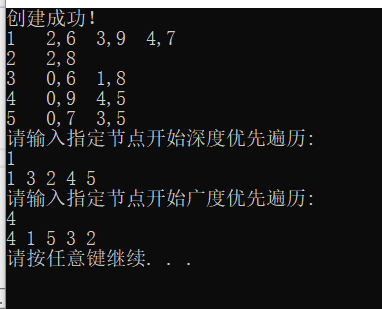 创建成功！
1 2,6 3,9 4,7
2 2,8
3 0,6 1,8
4 0,9 4,5
5 0,7 3,5
请输入指定节点开始深度优先遍历:
1
1 3 2 4 5
请输入指定节点开始广度优先遍历:
4
4 1 5 3 2
请按任意键继续. . .